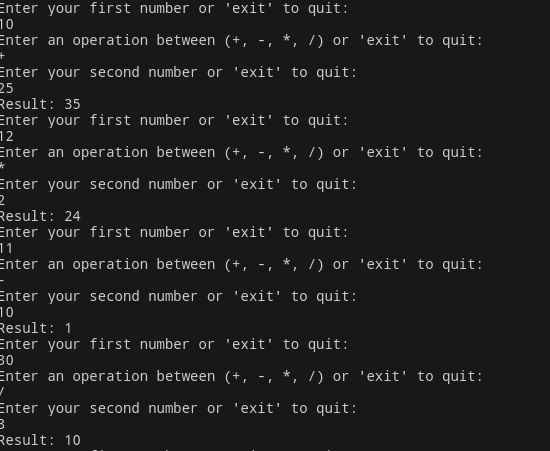 Enter your first number or 'exit' to quit:
10
Enter an operation between (+, -, *, /) or 'exit' to quit:
+
Enter your second number or 'exit' to quit:
25
Result: 35
Enter your first number or 'exit' to quit:
12
Enter an operation between (+, -, *, /) or 'exit' to quit:
*
Enter your second number or 'exit' to quit:
2
Result: 24
Enter your first number or 'exit' to quit:
11
Enter an operation between (+, -, *, /) or 'exit' to quit:
-
Enter your second number or 'exit' to quit:
10
Result: 1
Enter your first number or 'exit' to quit:
30
Enter an operation between (+, -, *, /) or 'exit' to quit:
/
Enter your second number or 'exit' to quit:
3
Result: 10